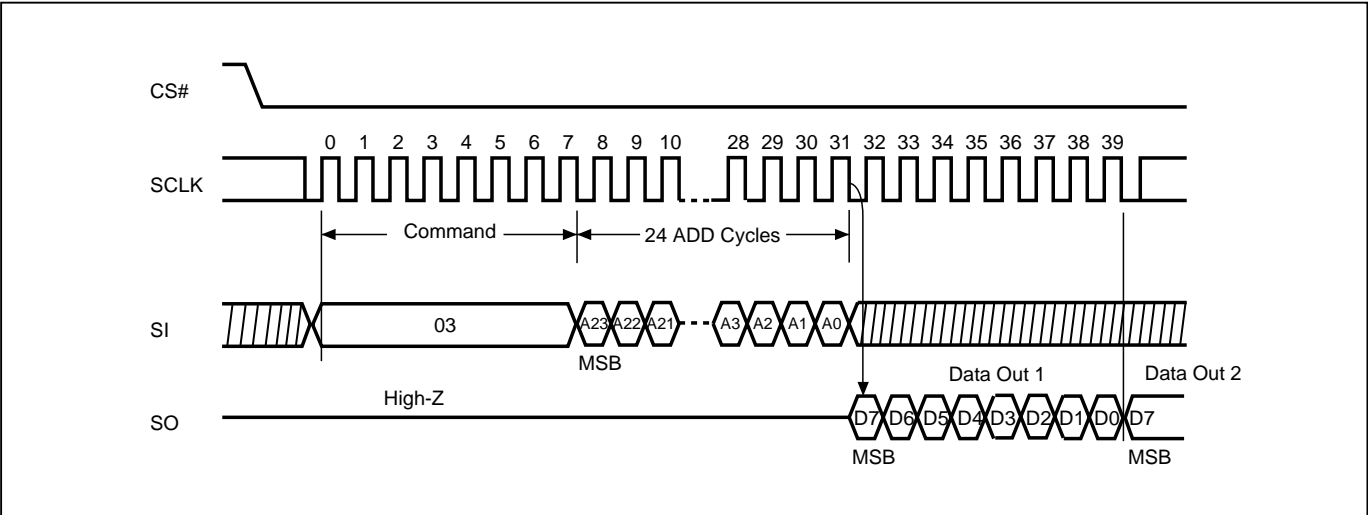 CS#
0 1 2 3 4 5 6 7 8 9 10 28 29 30 31 32 33 34 35 36 37 38 39
SCLK
Command
24 ADD Cycles
SI
03
A23 A22 A21 A3 A2 A1 A0
MSB
Data Out 1
Data Out 2
High-Z
SO
D7 D6 D5 D4 D3 D2 D1 D0 D7
MSB
MSB